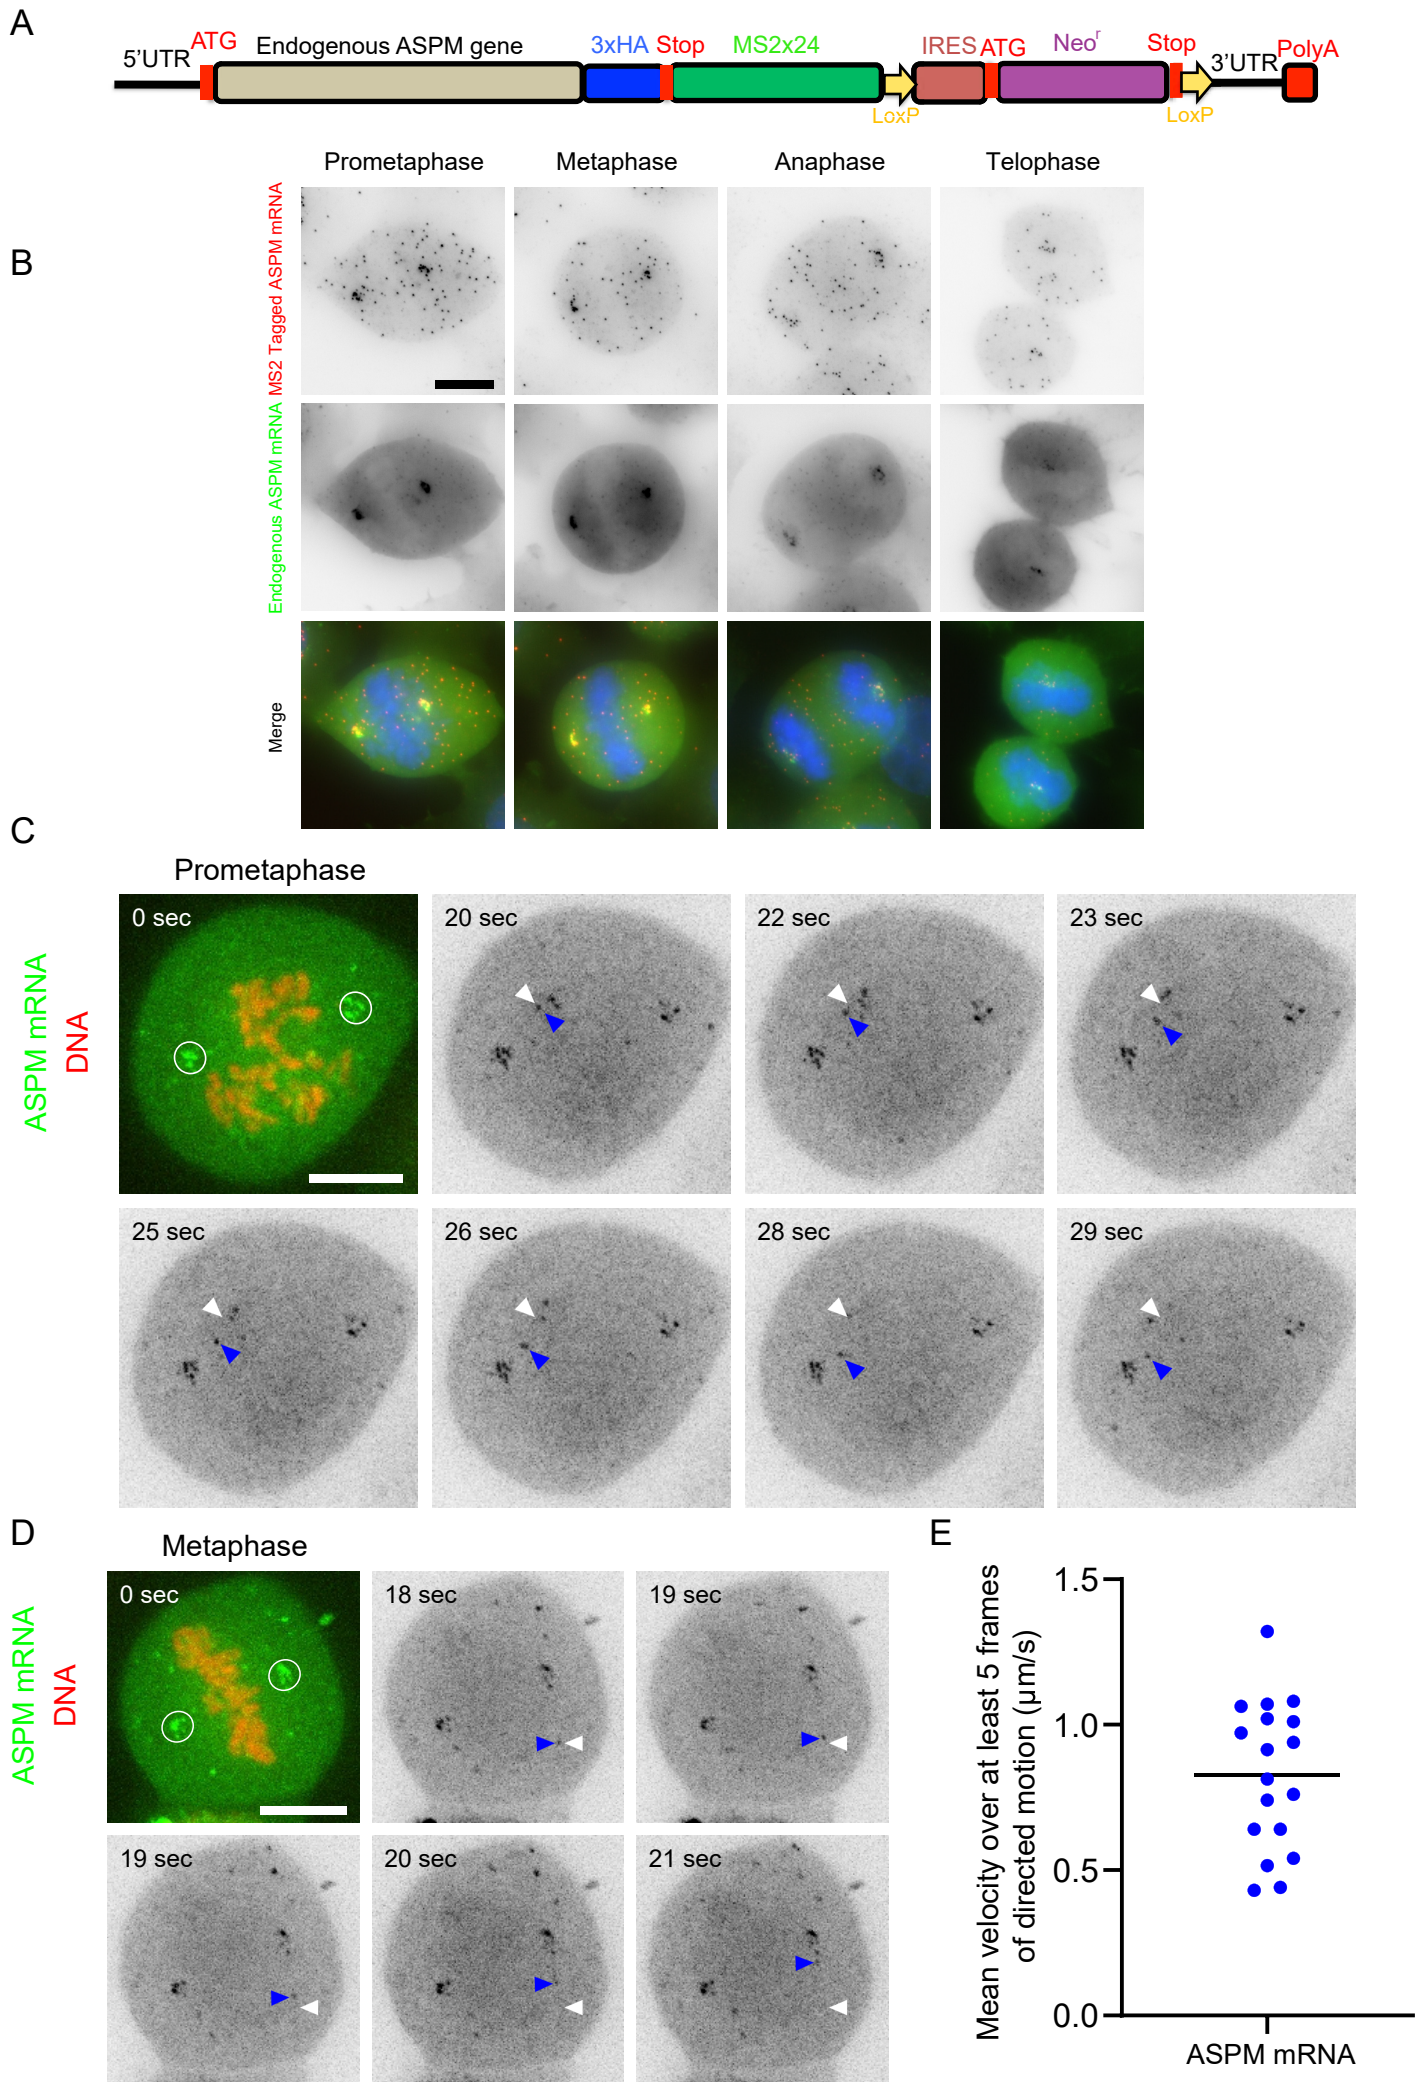 A
5'UTR ATG Endogenous ASPM gene 3xHA Stop MS2x24 IRES ATG Neoʳ Stop 3'UTR PolyA
LoxP LoxP
Prometaphase Metaphase Anaphase Telophase
B
MS2 Tagged ASPM mRNA
Endogenous ASPM mRNA
Merge
C
Prometaphase
ASPM mRNA
DNA
0 sec 20 sec 22 sec 23 sec
25 sec 26 sec 28 sec 29 sec
D
Metaphase
ASPM mRNA
DNA
0 sec 18 sec 19 sec
19 sec 20 sec 21 sec
E
Mean velocity over at least 5 frames
of directed motion (µm/s)
1.5
1.0
0.5
0.0
ASPM mRNA